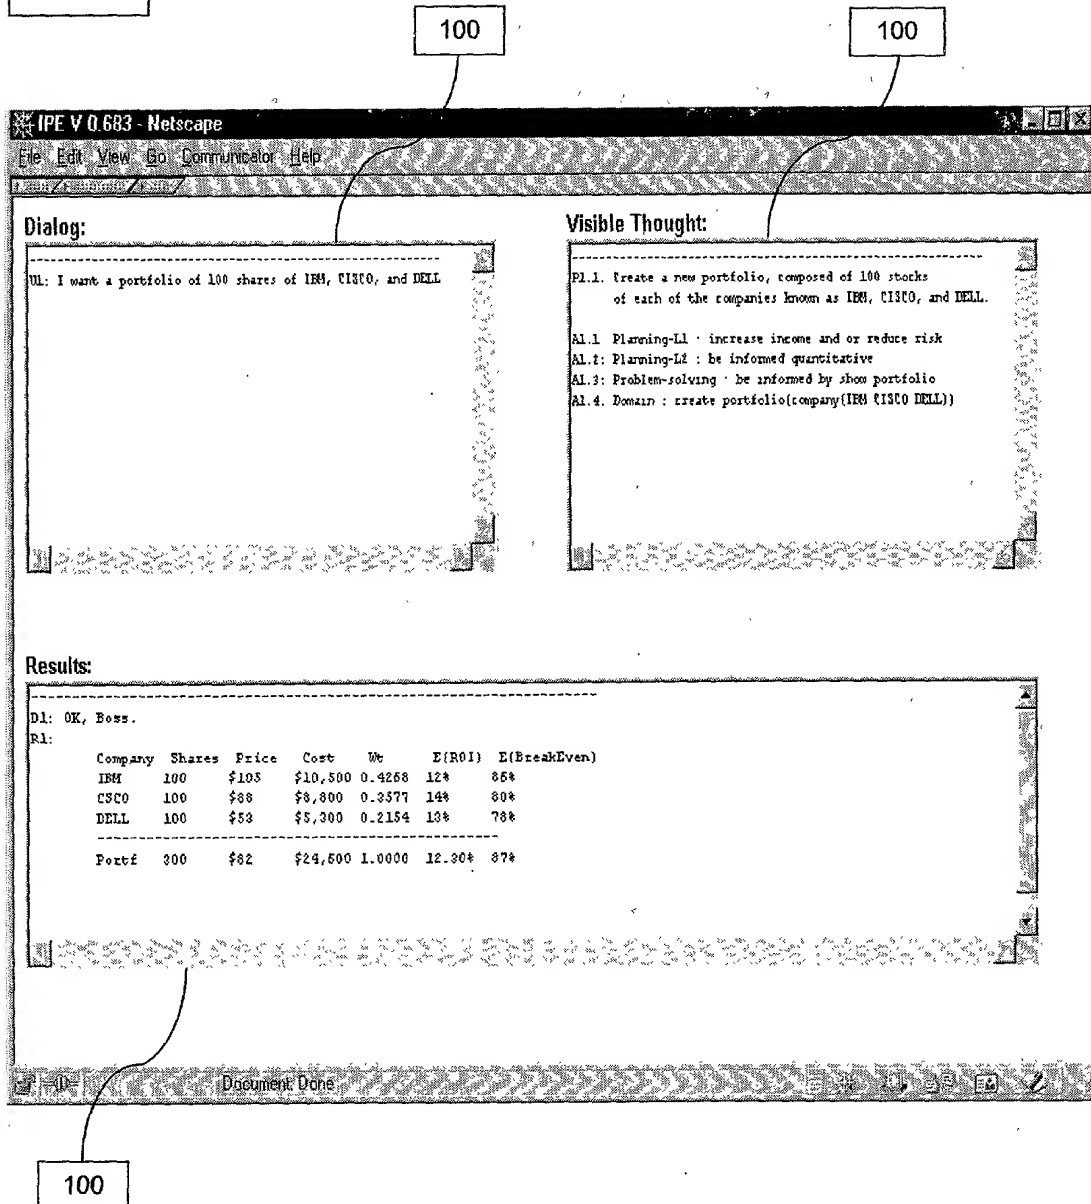 100
100
IPE V 0.683 - Netscape
File Edit View Go Communicator Help
Dialog:
U1: I want a portfolio of 100 shares of IBM, CISCO, and DELL
Visible Thought:
P1.1. Create a new portfolio, composed of 100 stocks
of each of the companies known as IBM, CISCO, and DELL.
A1.1 Planning-L1 : increase income and or reduce risk
A1.2: Planning-L2 : be informed quantitative
A1.3: Problem-solving : be informed by show portfolio
A1.4. Domain : create portfolio(company(IBM CISCO DELL))
Results:
D1: OK, Boss.
R1:
Company Shares Price Cost Wt E(ROI) E(BreakEven)
IBM 100 $105 $10,500 0.4268 12% 86%
CSCO 100 $88 $8,800 0.3577 14% 80%
DELL 100 $53 $5,300 0.2154 13% 78%
Portf 300 $82 $24,600 1.0000 12.30% 87%
Document: Done
100